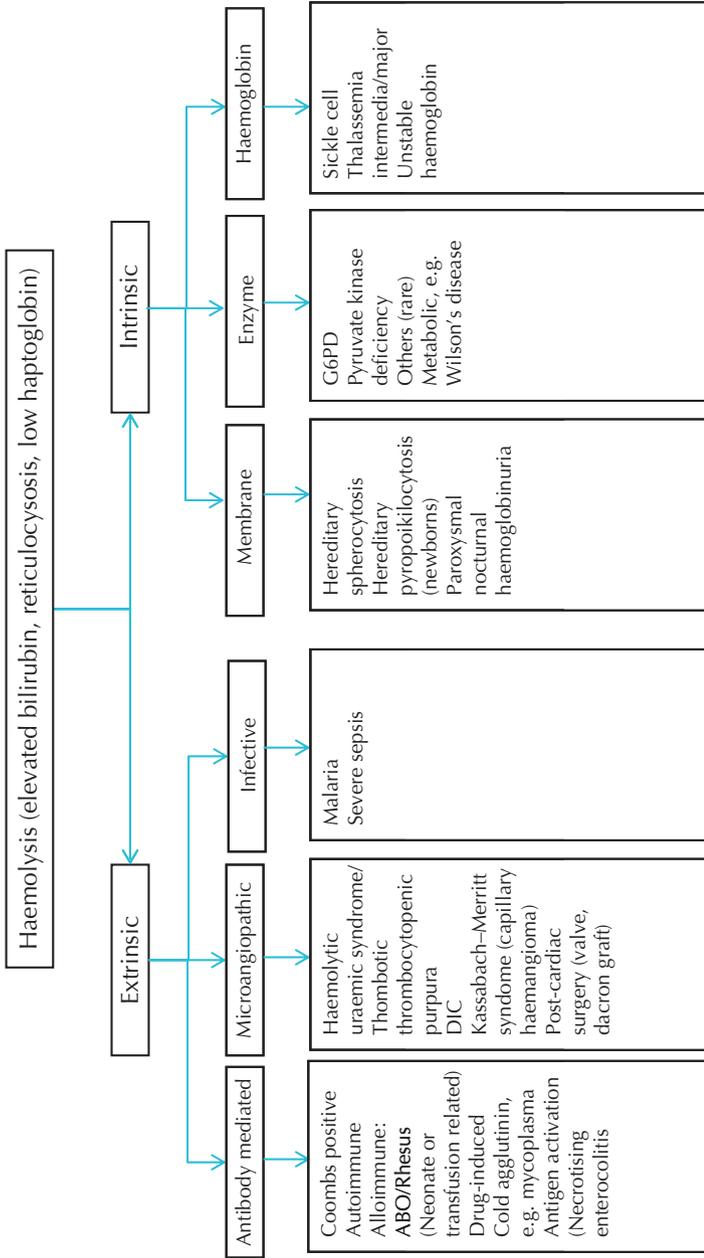 Haemolysis (elevated bilirubin, reticulocysosis, low haptoglobin)
Extrinsic
Intrinsic
Antibody mediated
Microangiopathic
Infective
Membrane
Enzyme
Haemoglobin
Coombs positive
Autoimmune
Alloimmune:
ABO/Rhesus
(Neonate or
transfusion related)
Drug-induced
Cold agglutinin,
e.g. mycoplasma
Antigen activation
(Necrotising
enterocolitis
Haemolytic
uraemic syndrome/
Thombotic
thrombocytopenic
purpura
DIC
Kassabach–Merritt
syndome (capillary
haemangioma)
Post-cardiac
surgery (valve,
dacron graft)
Malaria
Severe sepsis
Hereditary
spherocytosis
Hereditary
pyropoikilocytosis
(newborns)
Paroxysmal
nocturnal
haemoglobinuria
G6PD
Pyruvate kinase
deficiency
Others (rare)
Metabolic, e.g.
Wilson's disease
Sickle cell
Thalassemia
intermedia/major
Unstable
haemoglobin